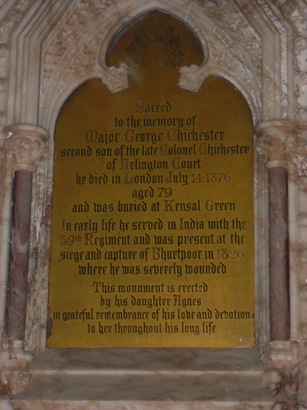 Sacred
to the memory of
Major George Chichester
second son of the late Colonel Chichester
of Arlington Court
he died in London July 14. 1876
aged 79
and was buried at Kensal Green
In early life he served in India with the
59th Regiment and was present at the
siege and capture of Bhurtpoor in 1826
where he was severely wounded
This monument is erected
by his daughter Agnes
in grateful remembrance of his love and devotion
to her throughout his long life